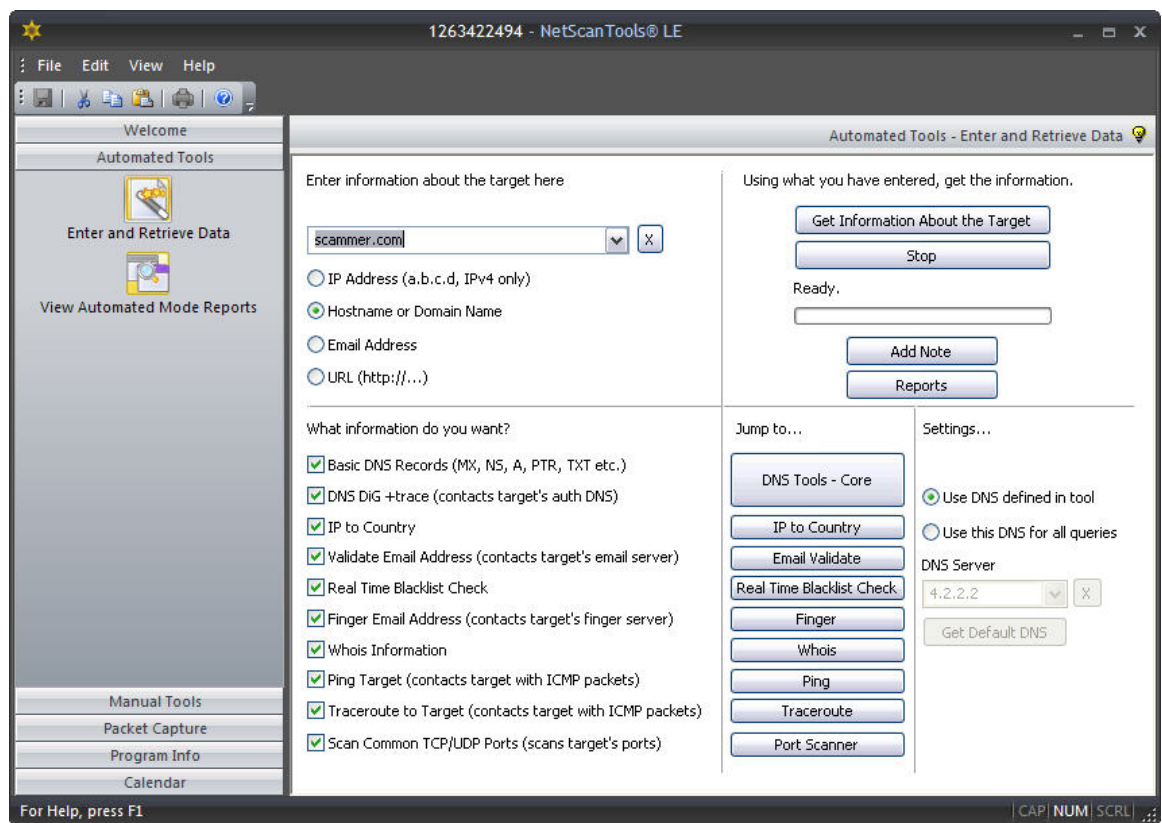 1263422494 - NetScanTools® LE
File Edit View Help
Welcome
Automated Tools
Enter and Retrieve Data
View Automated Mode Reports
Manual Tools
Packet Capture
Program Info
Calendar
Automated Tools - Enter and Retrieve Data
Enter information about the target here
scammer.com
X
IP Address (a.b.c.d, IPv4 only)
Hostname or Domain Name
Email Address
URL (http://...)
Using what you have entered, get the information.
Get Information About the Target
Stop
Ready.
Add Note
Reports
What information do you want?
Basic DNS Records (MX, NS, A, PTR, TXT etc.)
DNS DiG +trace (contacts target's auth DNS)
IP to Country
Validate Email Address (contacts target's email server)
Real Time Blacklist Check
Finger Email Address (contacts target's finger server)
Whois Information
Ping Target (contacts target with ICMP packets)
Traceroute to Target (contacts target with ICMP packets)
Scan Common TCP/UDP Ports (scans target's ports)
Jump to...
DNS Tools - Core
IP to Country
Email Validate
Real Time Blacklist Check
Finger
Whois
Ping
Traceroute
Port Scanner
Settings...
Use DNS defined in tool
Use this DNS for all queries
DNS Server
4.2.2.2
X
Get Default DNS
For Help, press F1
CAP NUM SCRL